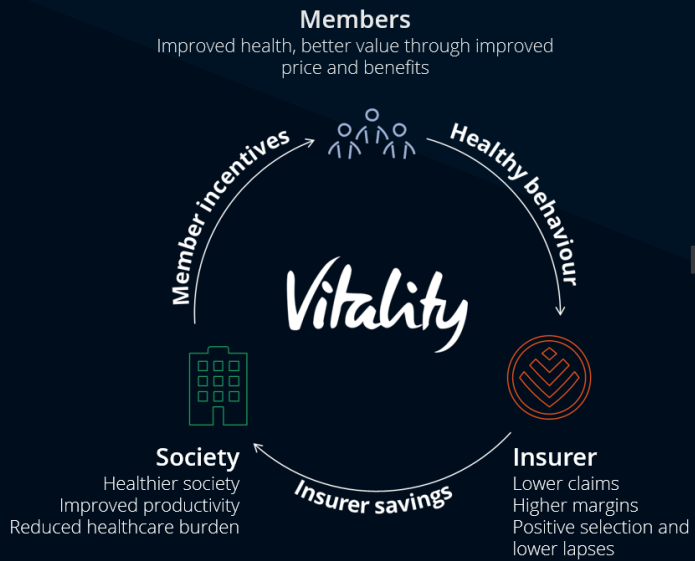 Members
Improved health, better value through improved
price and benefits
Member incentives
Healthy behaviour
Vitality
Society
Healthier society
Improved productivity
Reduced healthcare burden
Insurer savings
Insurer
Lower claims
Higher margins
Positive selection and
lower lapses